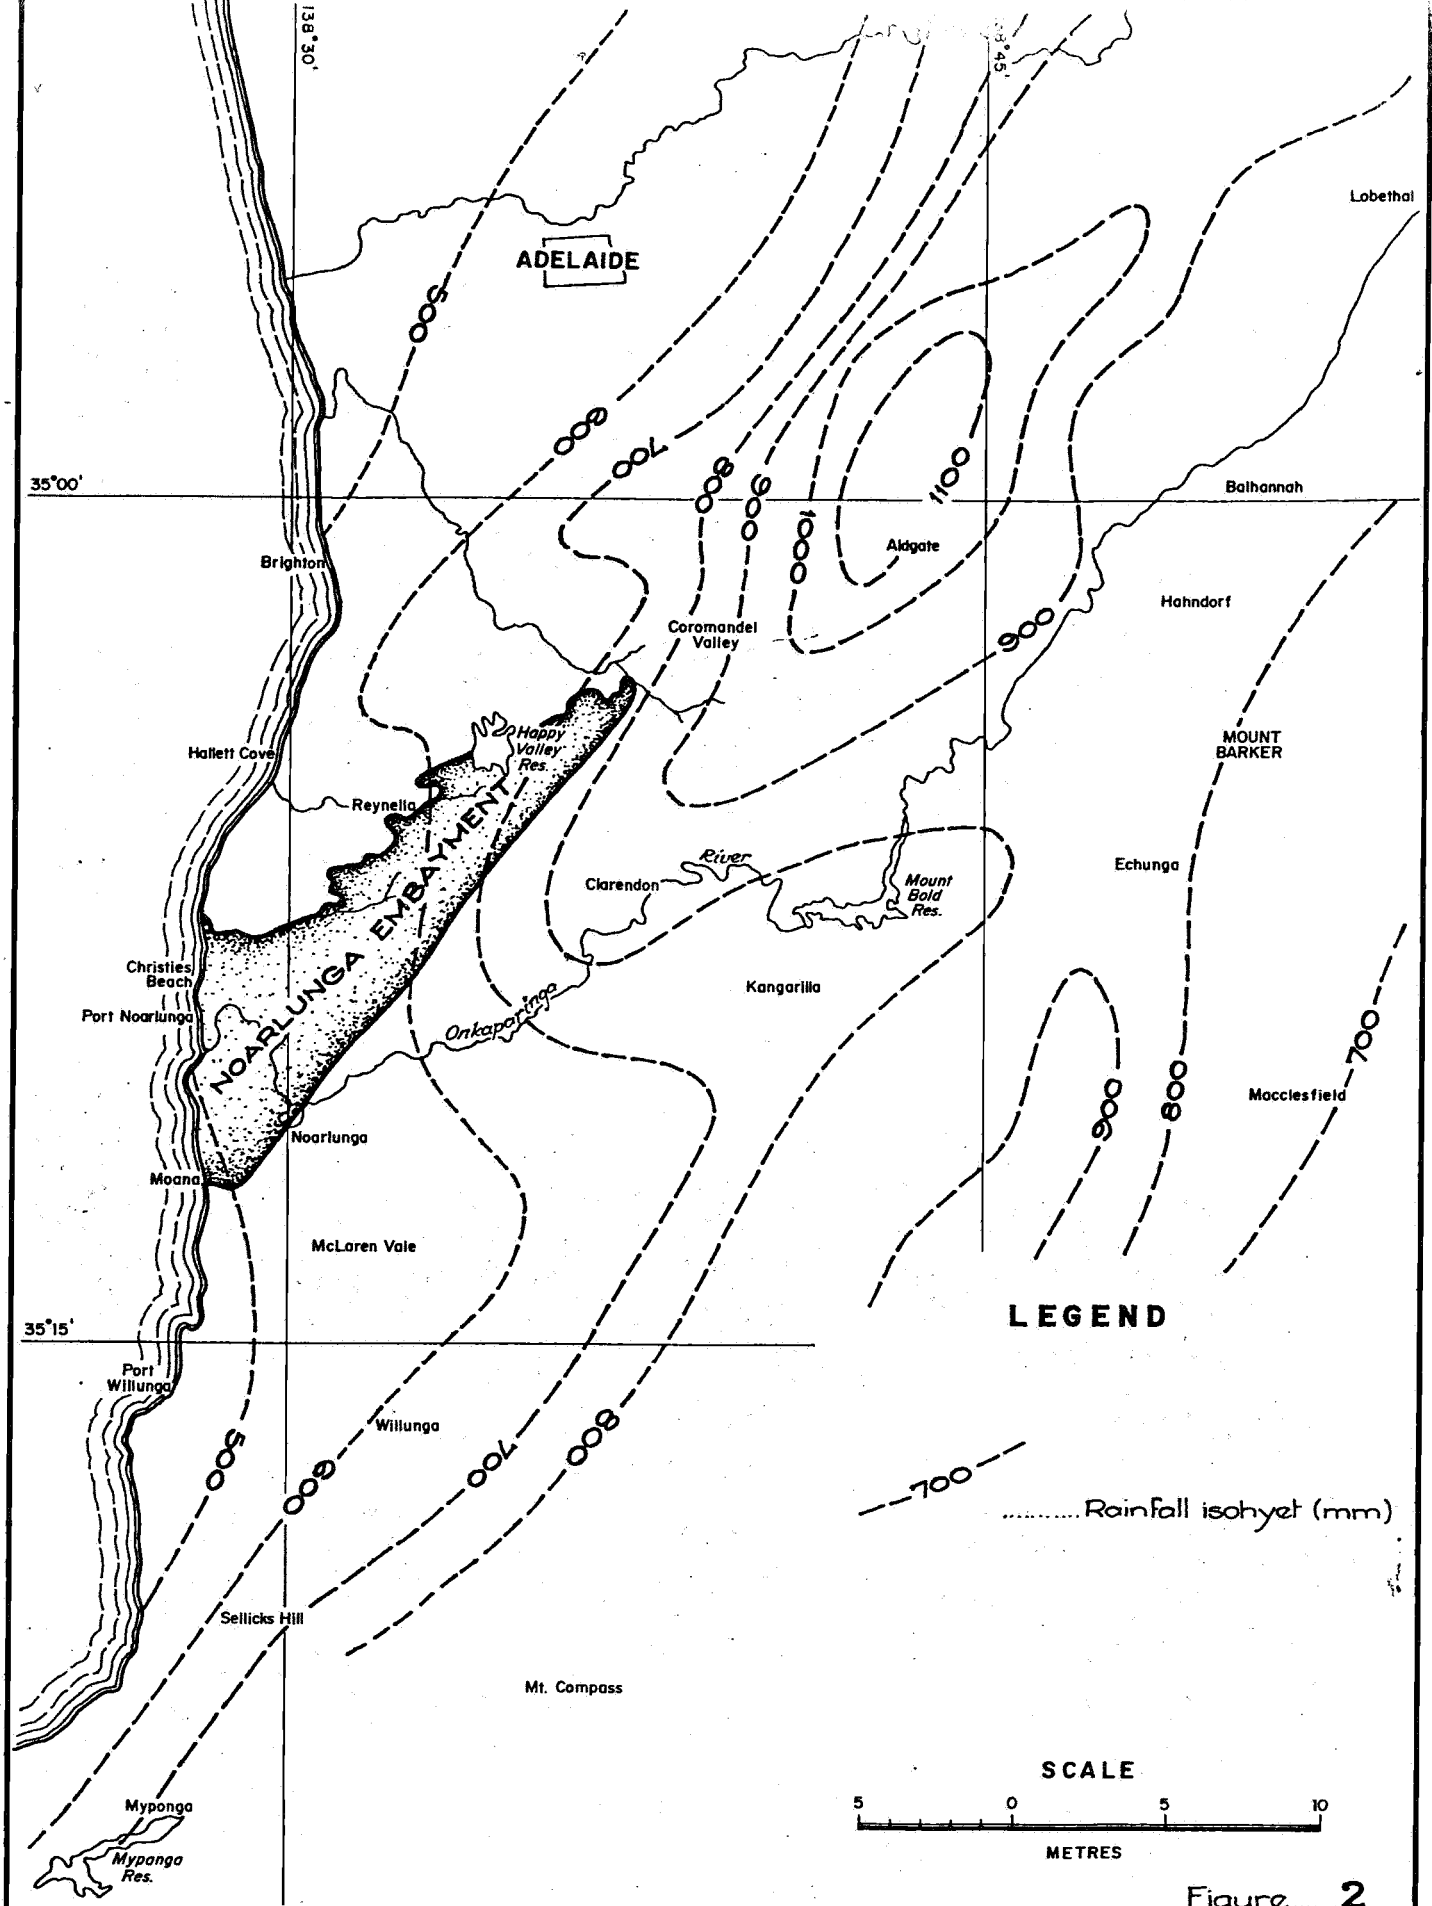 138°30'
138°45'
Lobethal
ADELAIDE
500
600
700
800
900
1000
1100
35°00'
Balhannah
Brighton
Aldgate
Hahndorf
Coromandel
Valley
900
Happy
Valley
Res.
MOUNT
BARKER
Hallett Cove
Reynella
NOARLUNGA EMBAYMENT
River
Clarendon
Mount
Bold
Res.
Echunga
Christies
Beach
Port Noarlunga
Kangarilla
Onkaparinga
700
900
800
Macclesfield
Noarlunga
Moana
McLaren Vale
LEGEND
35°15'
Port
Willunga
Willunga
500
600
700
800
700
.......... Rainfall isohyet (mm)
Sellicks Hill
Mt. Compass
SCALE
5 0 5 10
METRES
Myponga
Myponga
Res.
Figure 2